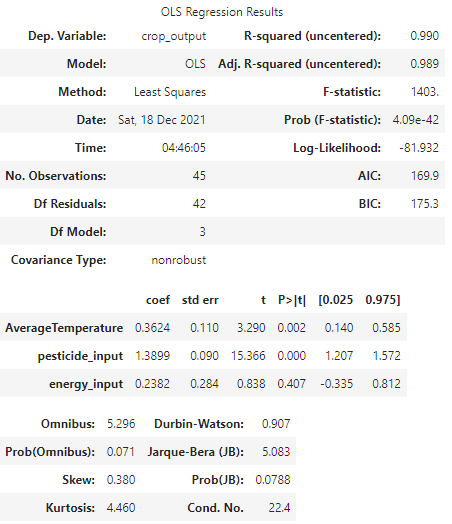 OLS Regression Results
Dep. Variable: crop_output R-squared (uncentered): 0.990
Model: OLS Adj. R-squared (uncentered): 0.989
Method: Least Squares F-statistic: 1403.
Date: Sat, 18 Dec 2021 Prob (F-statistic): 4.09e-42
Time: 04:46:05 Log-Likelihood: -81.932
No. Observations: 45 AIC: 169.9
Df Residuals: 42 BIC: 175.3
Df Model: 3
Covariance Type: nonrobust
coef std err t P>|t| [0.025 0.975]
AverageTemperature 0.3624 0.110 3.290 0.002 0.140 0.585
pesticide_input 1.3899 0.090 15.366 0.000 1.207 1.572
energy_input 0.2382 0.284 0.838 0.407 -0.335 0.812
Omnibus: 5.296 Durbin-Watson: 0.907
Prob(Omnibus): 0.071 Jarque-Bera (JB): 5.083
Skew: 0.380 Prob(JB): 0.0788
Kurtosis: 4.460 Cond. No. 22.4